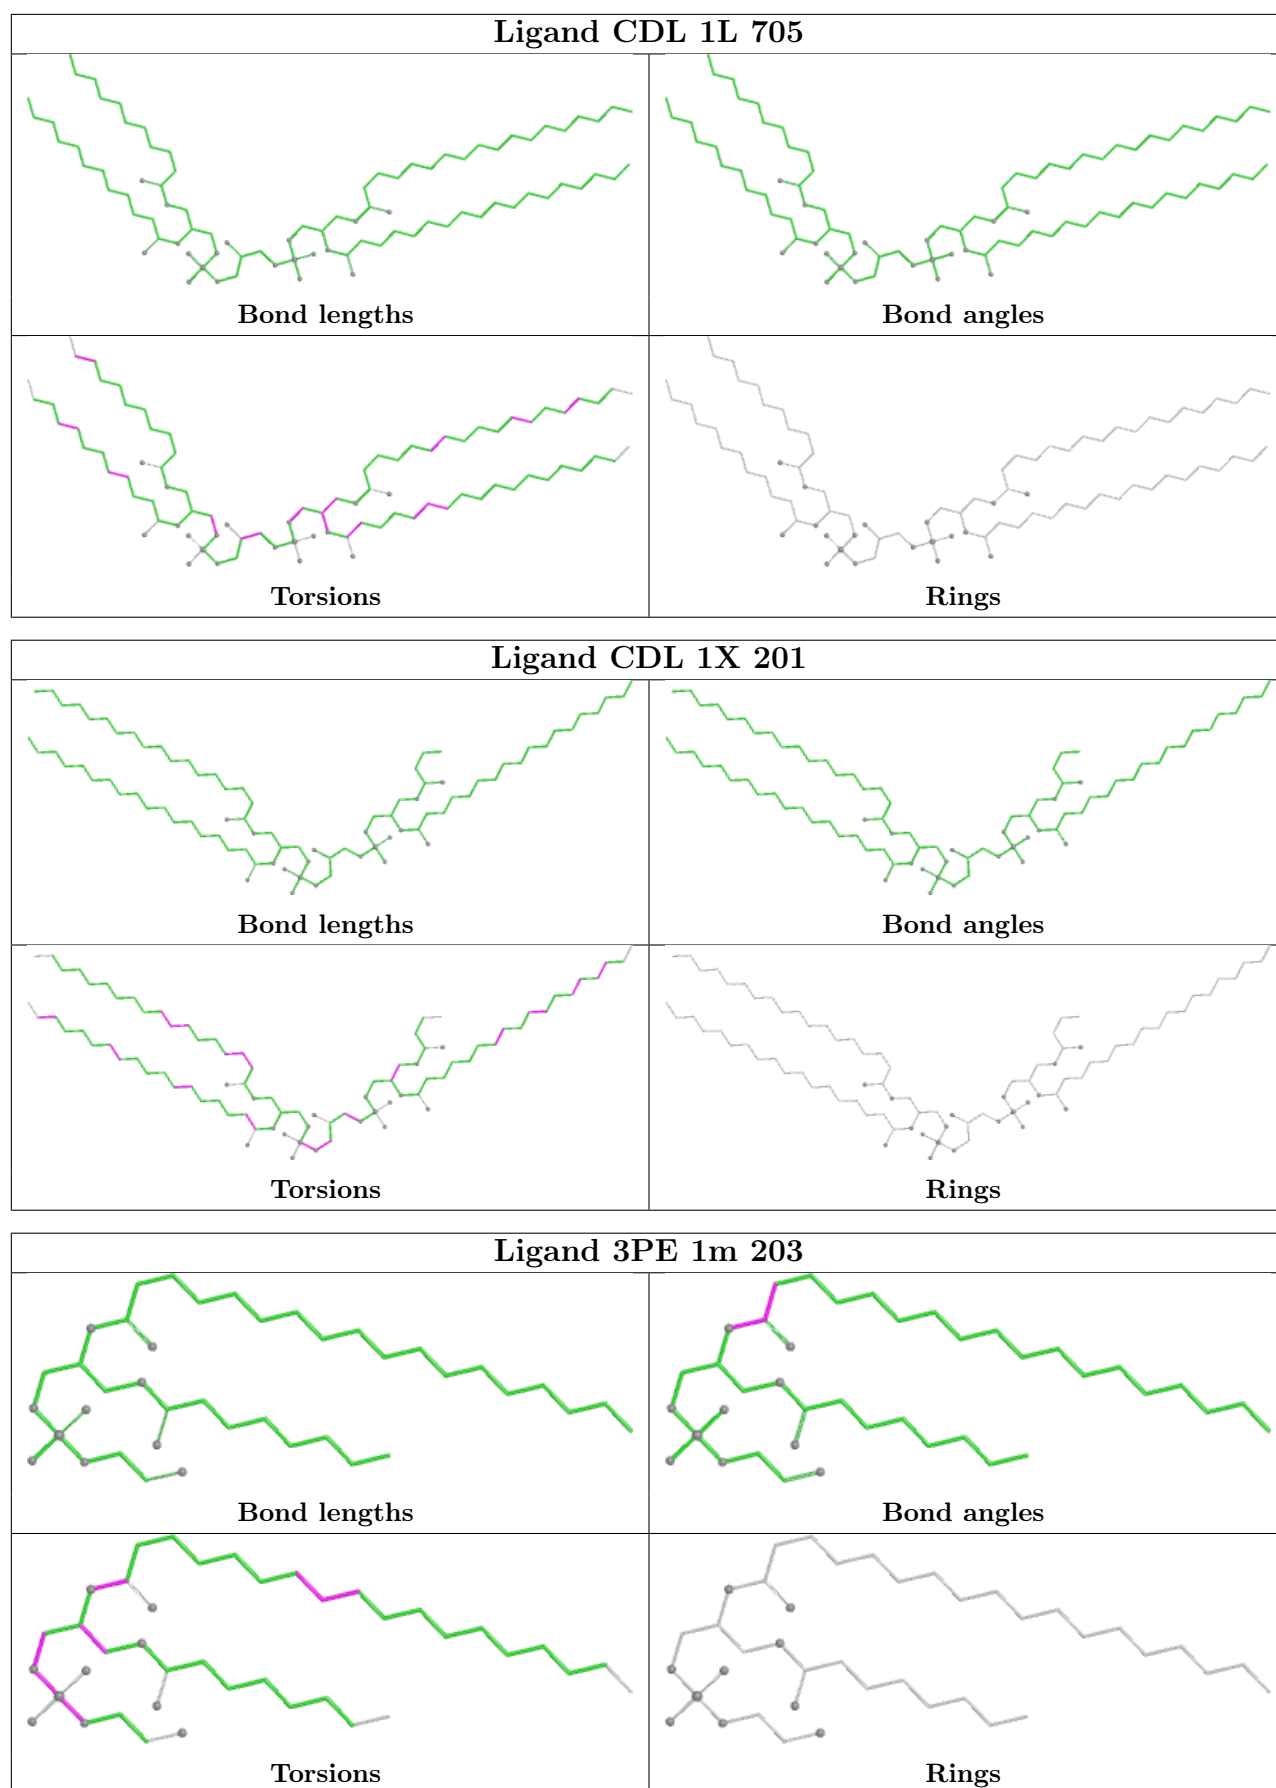 Ligand CDL 1L 705
Bond lengths
Bond angles
Torsions
Rings
Ligand CDL 1X 201
Bond lengths
Bond angles
Torsions
Rings
Ligand 3PE 1m 203
Bond lengths
Bond angles
Torsions
Rings